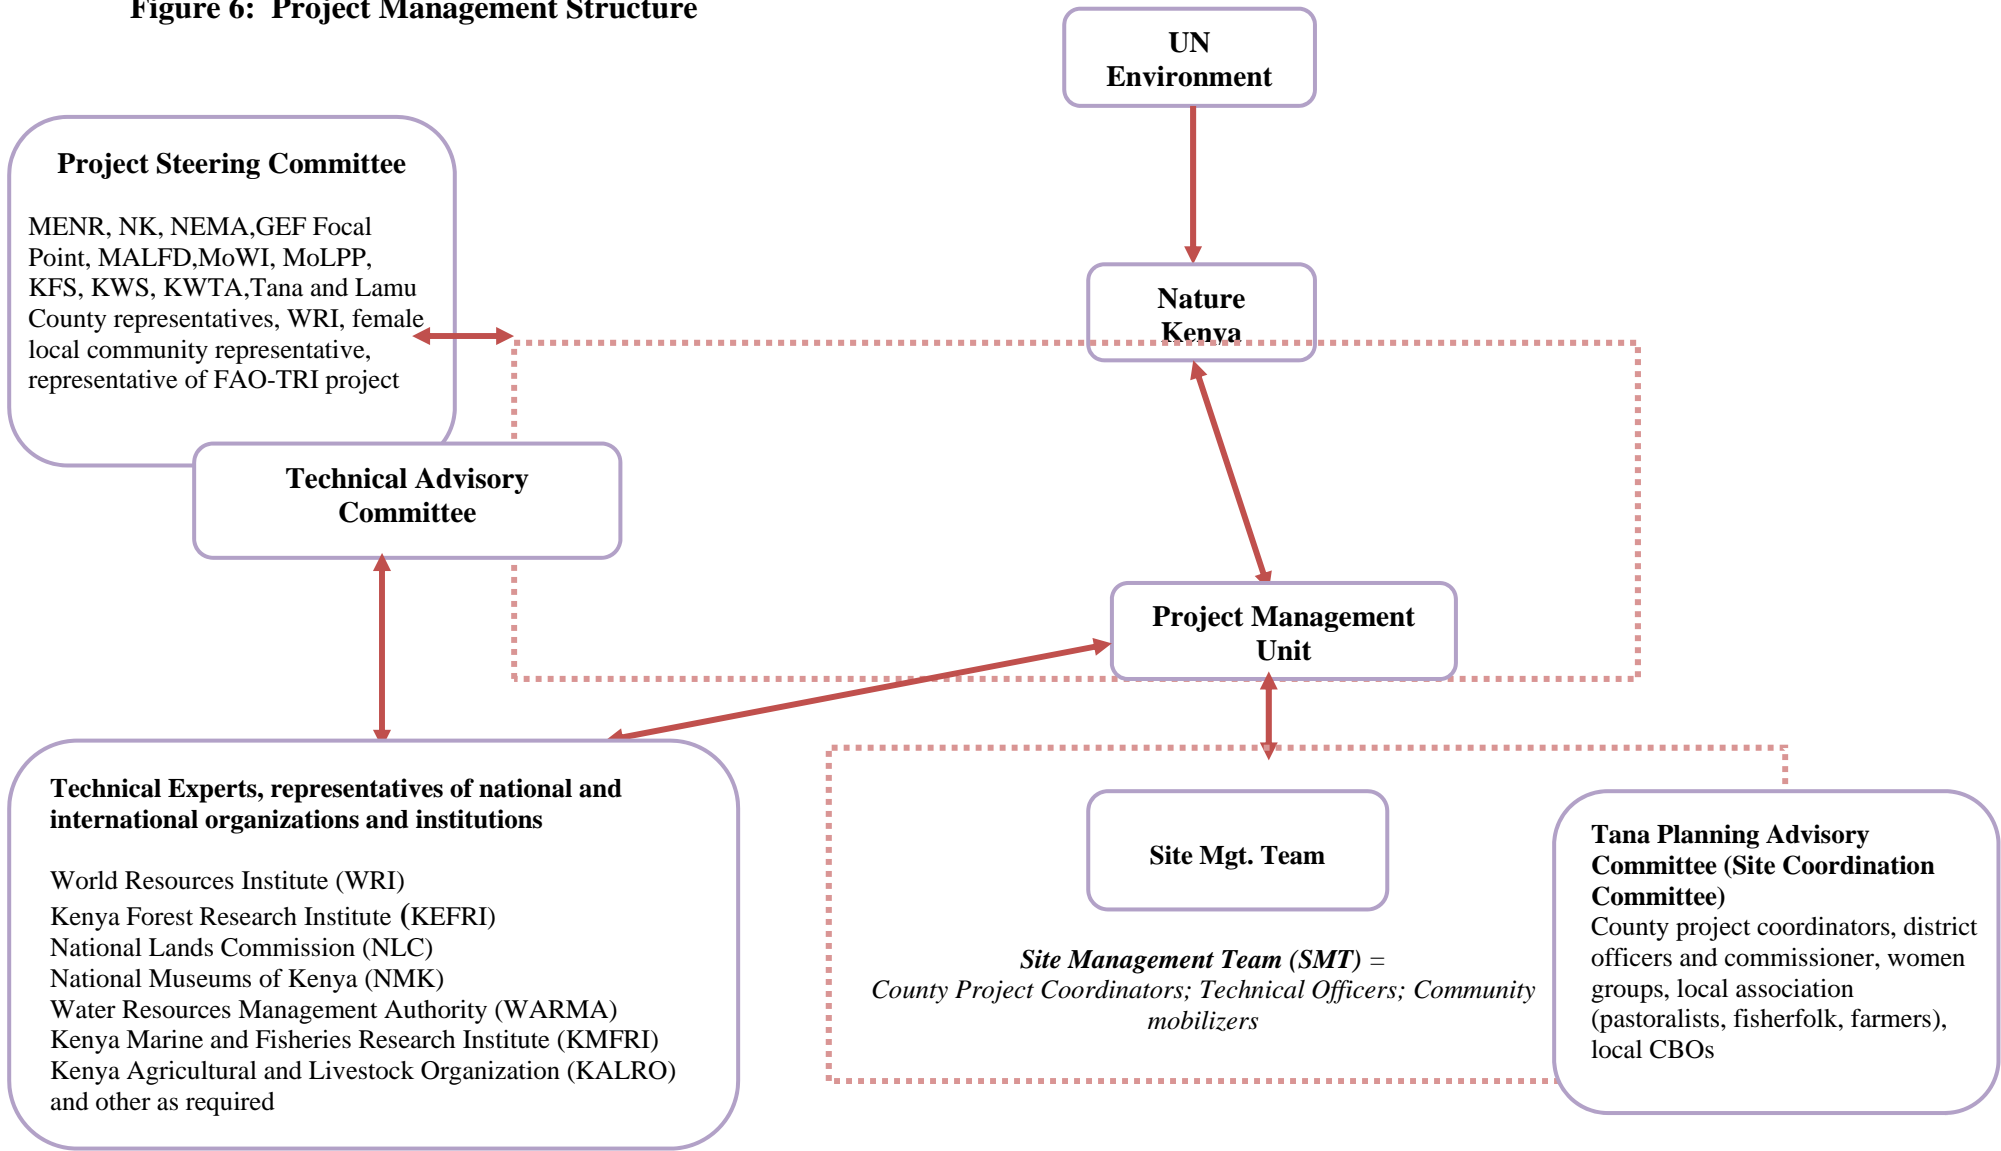 Figure 6:  Project Management Structure
UN
Environment
Project Steering Committee
MENR, NK, NEMA,GEF Focal
Point, MALFD,MoWI, MoLPP,
KFS, KWS, KWTA,Tana and Lamu
County representatives, WRI, female
local community representative,
representative of FAO-TRI project
Nature
Kenya
Technical Advisory
Committee
Project Management
Unit
Technical Experts, representatives of national and
international organizations and institutions
World Resources Institute (WRI)
Kenya Forest Research Institute (KEFRI)
National Lands Commission (NLC)
National Museums of Kenya (NMK)
Water Resources Management Authority (WARMA)
Kenya Marine and Fisheries Research Institute (KMFRI)
Kenya Agricultural and Livestock Organization (KALRO)
and other as required
Site Mgt. Team
Site Management Team (SMT) =
County Project Coordinators; Technical Officers; Community
mobilizers
Tana Planning Advisory
Committee (Site Coordination
Committee)
County project coordinators, district
officers and commissioner, women
groups, local association
(pastoralists, fisherfolk, farmers),
local CBOs